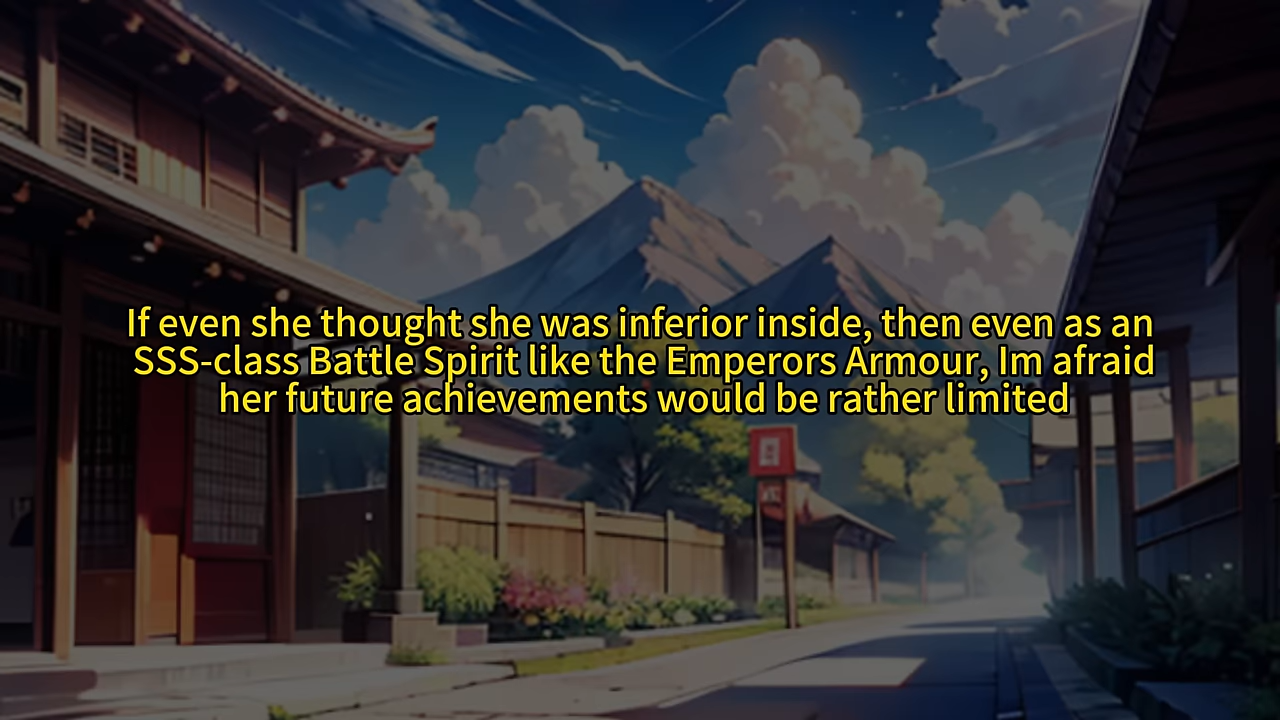 If even she thought she was inferior inside, then even as an
SSS-class Battle Spirit like the Emperors Armour, Im afraid
her future achievements would be rather limited